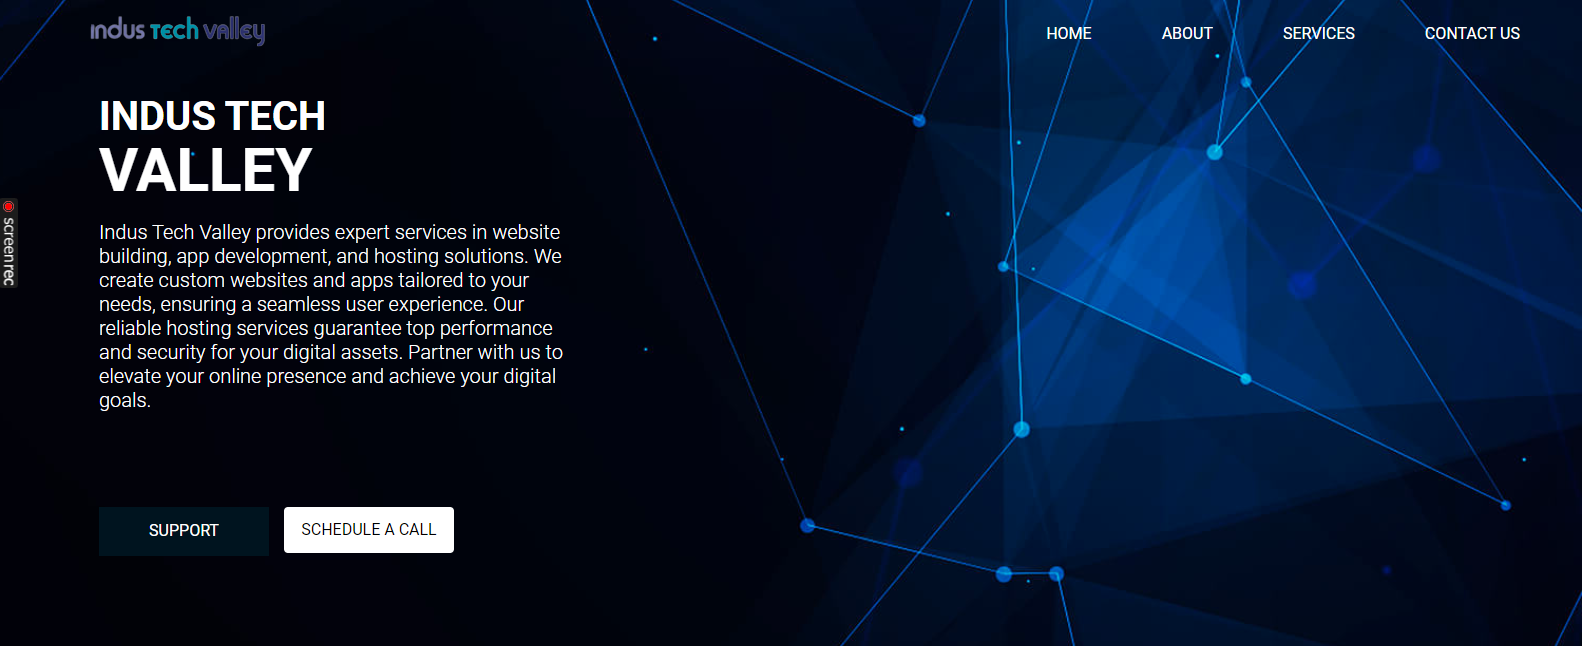 indus Tech valley
HOME ABOUT SERVICES CONTACT US
INDUS TECH
VALLEY
Indus Tech Valley provides expert services in website
building, app development, and hosting solutions. We
create custom websites and apps tailored to your
needs, ensuring a seamless user experience. Our
reliable hosting services guarantee top performance
and security for your digital assets. Partner with us to
elevate your online presence and achieve your digital
goals.
SUPPORT SCHEDULE A CALL
screen rec